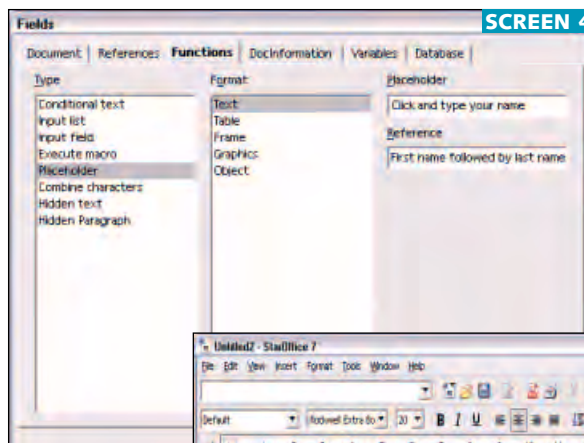 Fields
SCREEN 4
Document References Functions DocInformation Variables Database
Type
Conditional text
Input list
Input field
Execute macro
Placeholder
Combine characters
Hidden text
Hidden Paragraph
Format
Text
Table
Frame
Graphics
Object
Placeholder
Click and type your name
Reference
First name followed by last name
Untitled2 - StarOffice 7
File Edit View Insert Format Tools Window Help
Default Rockwell Extra Bo 20 B I U